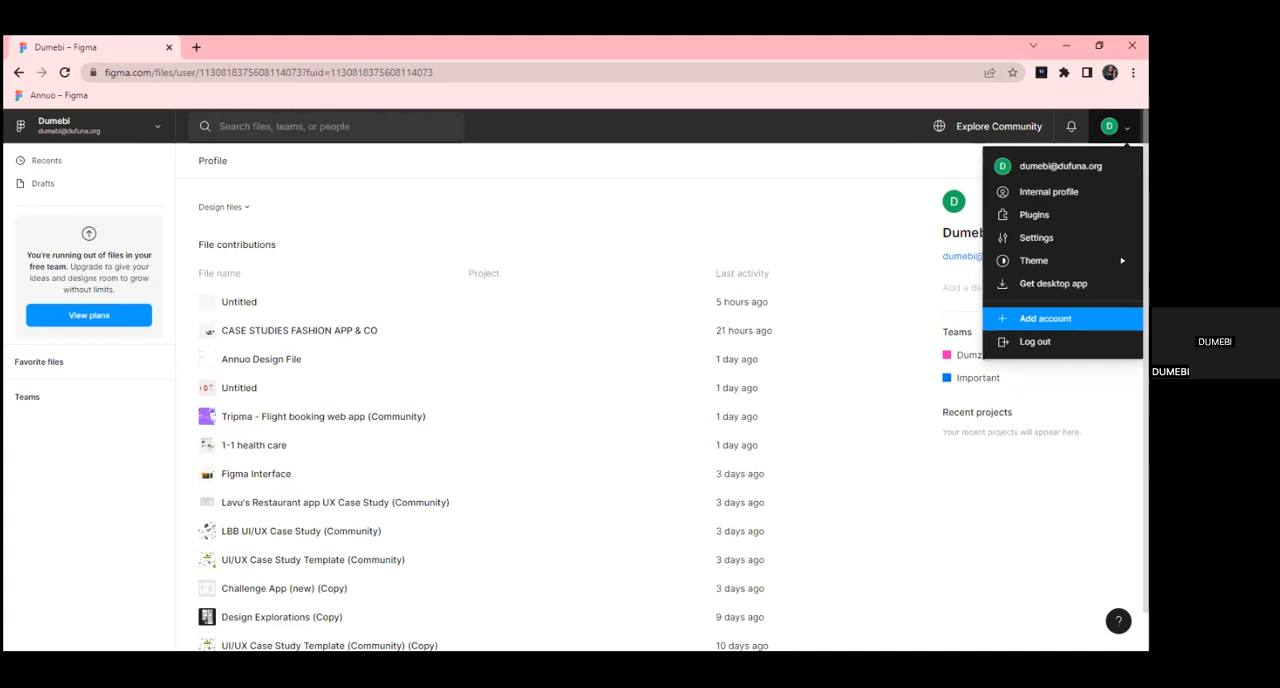 Dumebi – Figma
figma.com/files/user/1130818375608114073?fuid=1130818375608114073
Annuo – Figma
Dumebi
dumebi@dufuna.org
Search files, teams, or people
Explore Community
D
Recents
Drafts
You're running out of files in your
free team. Upgrade to give your
ideas and designs room to grow
without limits.
View plans
Favorite files
Teams
Profile
Design files
File contributions
File name Project Last activity
Untitled 5 hours ago
CASE STUDIES FASHION APP & CO 21 hours ago
Annuo Design File 1 day ago
Untitled 1 day ago
Tripma - Flight booking web app (Community) 1 day ago
1-1 health care 1 day ago
Figma Interface 3 days ago
Lavu's Restaurant app UX Case Study (Community) 3 days ago
LBB UI/UX Case Study (Community) 3 days ago
UI/UX Case Study Template (Community) 3 days ago
Challenge App (new) (Copy) 3 days ago
Design Explorations (Copy) 9 days ago
UI/UX Case Study Template (Community) (Copy) 10 days ago
D
Dumeb
dumebi@
Add a de
Teams
Dumz
Important
Recent projects
Your recent projects will appear here.
D dumebi@dufuna.org
Internal profile
Plugins
Settings
Theme
Get desktop app
Add account
Log out
?
DUMEBI
DUMEBI